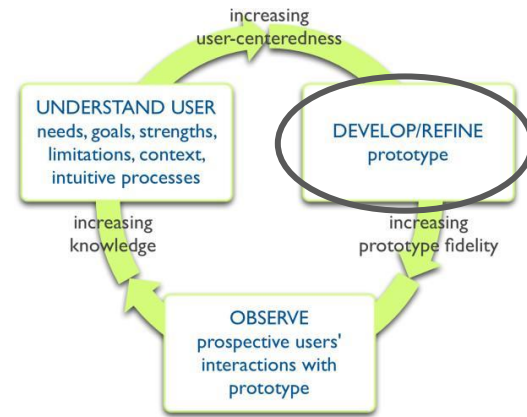 increasing
user-centeredness
UNDERSTAND USER
needs, goals, strengths,
limitations, context,
intuitive processes
DEVELOP/REFINE
prototype
increasing
knowledge
increasing
prototype fidelity
OBSERVE
prospective users'
interactions with
prototype